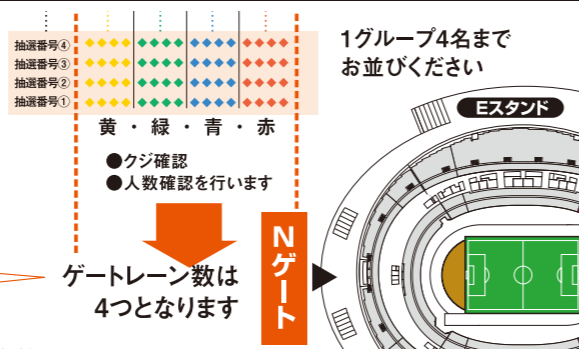 抽選番号④
抽選番号③
抽選番号②
抽選番号①
黄・緑・青・赤
●クジ確認
●人数確認を行います
ゲートレーン数は
4つとなります
Nゲート
1グループ4名まで
お並びください
Eスタンド